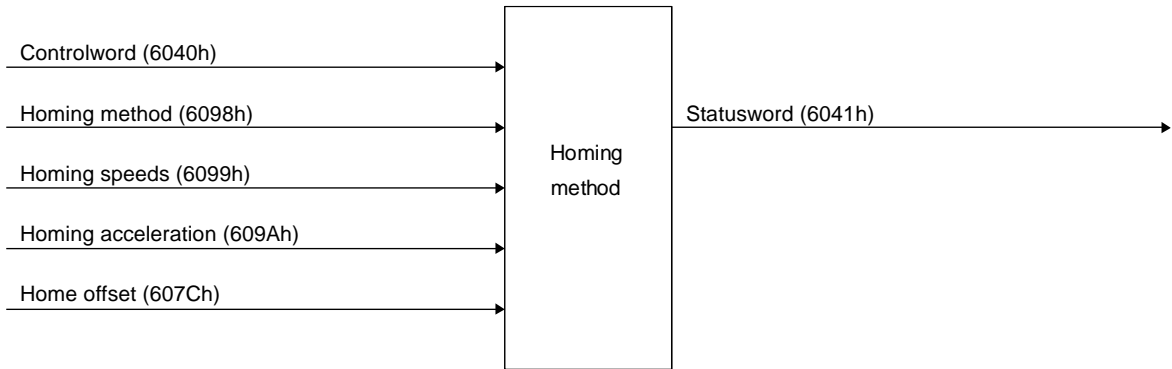 Controlword (6040h)
Homing method (6098h)
Statusword (6041h)
Homing
method
Homing speeds (6099h)
Homing acceleration (609Ah)
Home offset (607Ch)